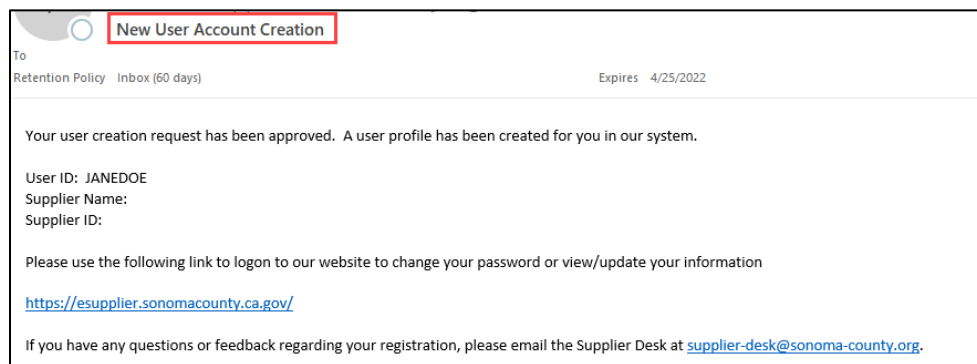 New User Account Creation
To
Retention Policy Inbox (60 days) Expires 4/25/2022
Your user creation request has been approved. A user profile has been created for you in our system.
User ID: JANEDOE
Supplier Name:
Supplier ID:
Please use the following link to logon to our website to change your password or view/update your information
https://esupplier.sonomacounty.ca.gov/
If you have any questions or feedback regarding your registration, please email the Supplier Desk at supplier-desk@sonoma-county.org.